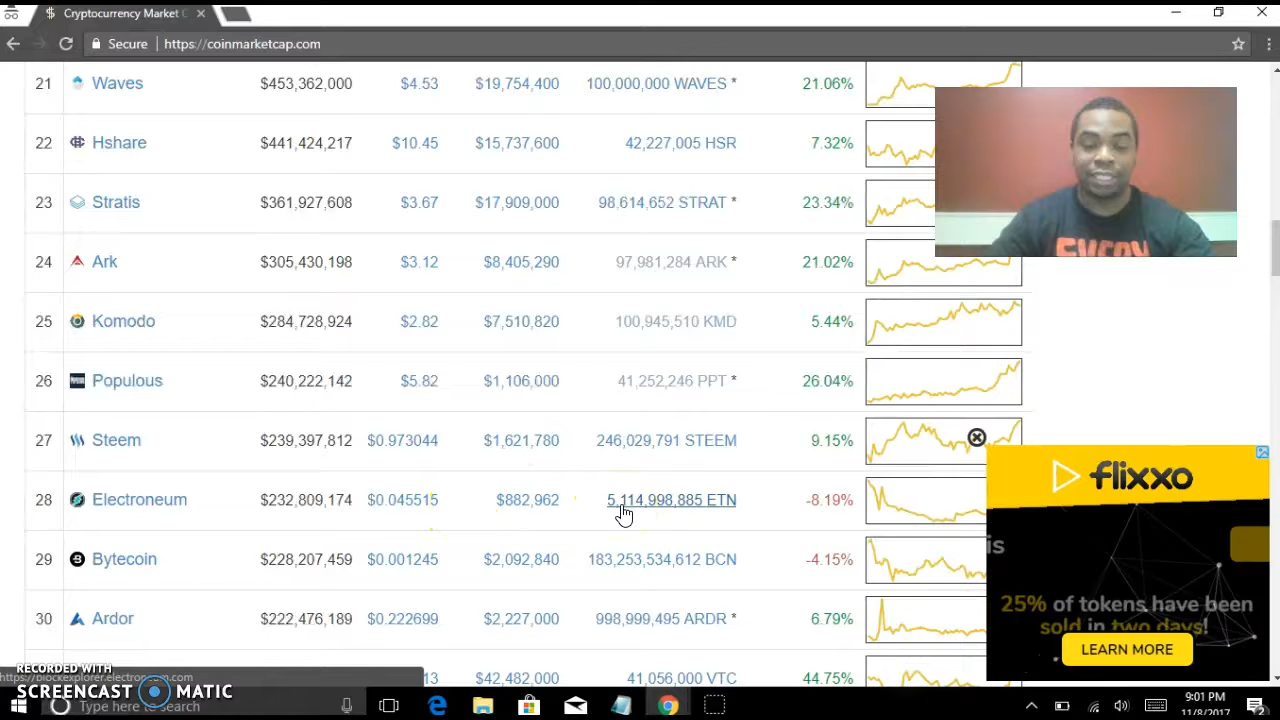 Cryptocurrency Market C
Secure https://coinmarketcap.com
21 Waves $453,362,000 $4.53 $19,754,400 100,000,000 WAVES * 21.06%
22 Hshare $441,424,217 $10.45 $15,737,600 42,227,005 HSR 7.32%
23 Stratis $361,927,608 $3.67 $17,909,000 98,614,652 STRAT * 23.34%
24 Ark $305,430,198 $3.12 $8,405,290 97,981,284 ARK * 21.02%
25 Komodo $284,728,924 $2.82 $7,510,820 100,945,510 KMD 5.44%
26 Populous $240,222,142 $5.82 $1,106,000 41,252,246 PPT * 26.04%
27 Steem $239,397,812 $0.973044 $1,621,780 246,029,791 STEEM 9.15%
28 Electroneum $232,809,174 $0.045515 $882,962 5,114,998,885 ETN -8.19%
29 Bytecoin $228,207,459 $0.001245 $2,092,840 183,253,534,612 BCN -4.15%
30 Ardor $222,476,189 $0.222699 $2,227,000 998,999,495 ARDR * 6.79%
13 $42,482,000 41,056,000 VTC 44.75%
flixxo
is
25% of tokens have been
sold in two days!
LEARN MORE
RECORDED WITH
https://blockexplorer.electroneum.com
SCREENCAST MATIC
Type here to search
9:01 PM
11/8/2017
2